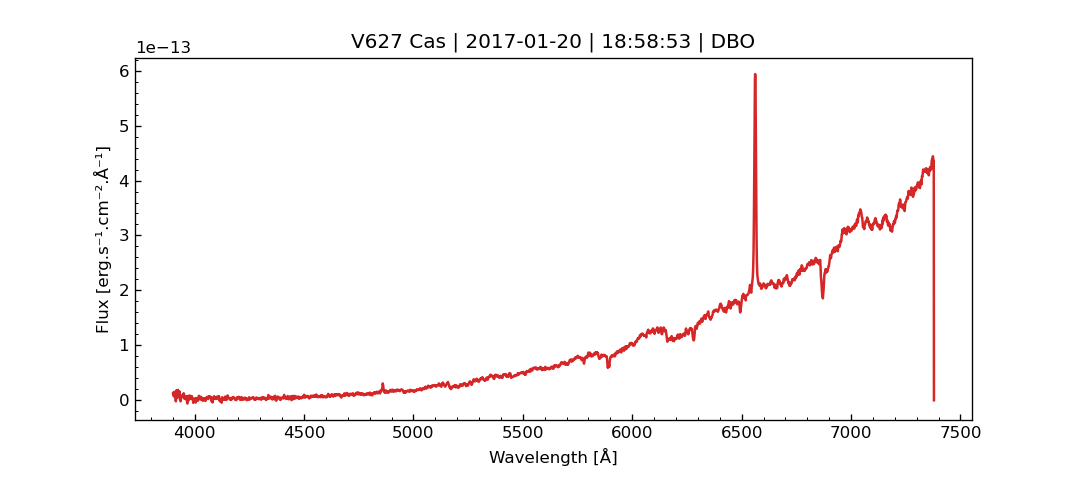 V627 Cas | 2017-01-20 | 18:58:53 | DBO
1e−13
6
5
4
3
2
1
0
Flux [erg.s⁻¹.cm⁻².Å⁻¹]
4000 4500 5000 5500 6000 6500 7000 7500
Wavelength [Å]